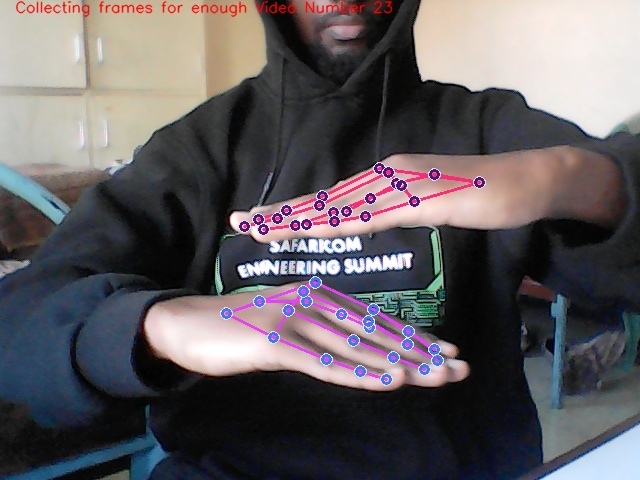 Collecting frames for enough Video Number 23
SAFARICOM
ENGINEERING SUMMIT